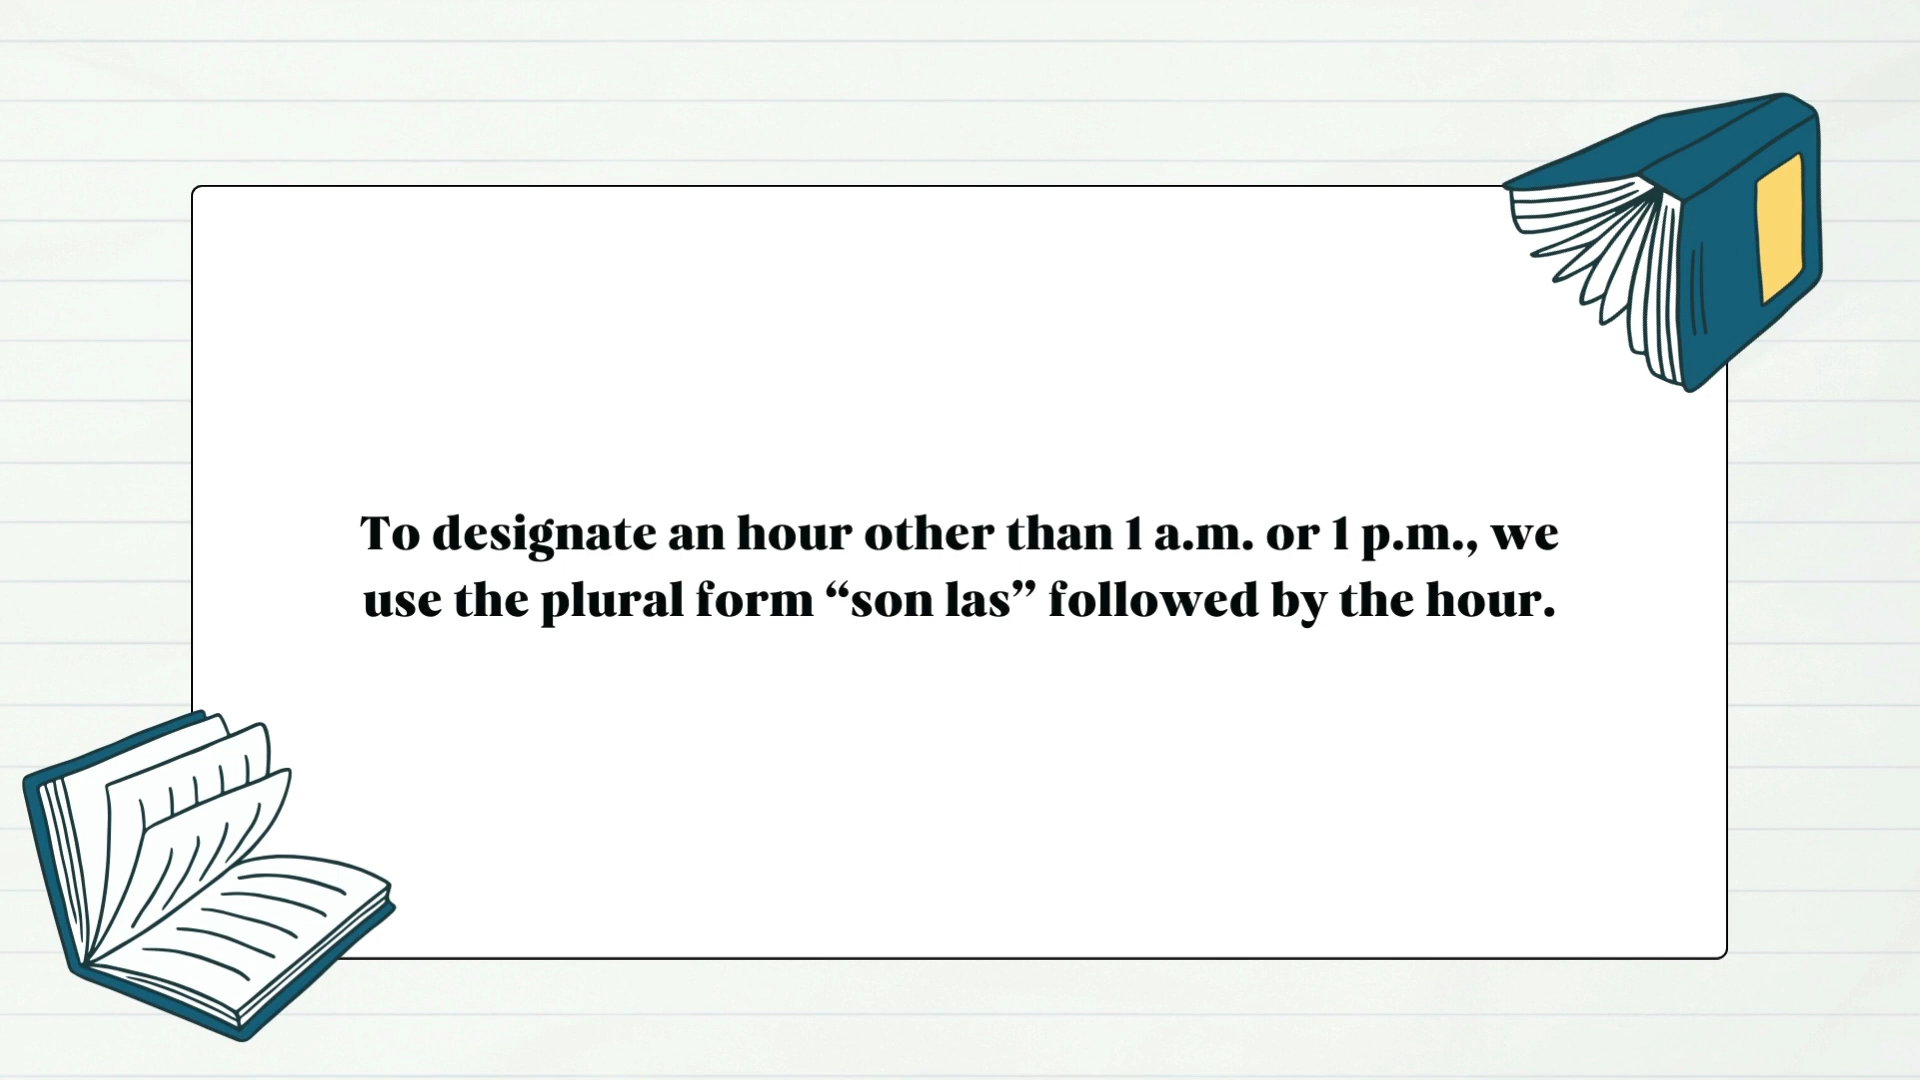 To designate an hour other than 1 a.m. or 1 p.m., we
use the plural form “son las” followed by the hour.